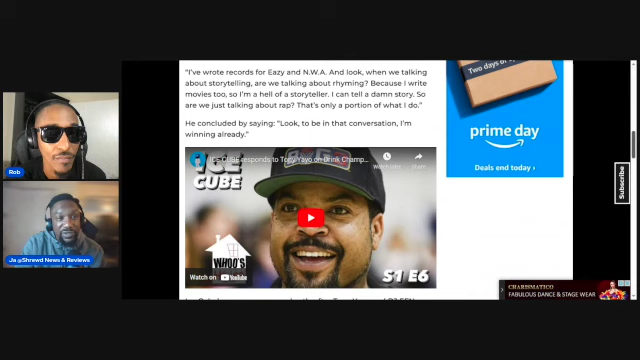 "I've wrote records for Eazy and N.W.A. And look, when we talking
about storytelling, are we talking about rhyming? Because I write
movies too, so I'm a hell of a storyteller. I can tell a damn story. So
are we just talking about rap? That's only a portion of what I do."
He concluded by saying: "Look, to be in that conversation, I'm
winning already."
ICE CUBE responds to Tony Yayo on Drink Champ...
Watch later
Share
ICE
CUBE
WHOO'S
Watch on YouTube
S1 E6
Two days of
prime day
Deals end today ›
Subscribe
Rob
Ja @Shrewd News & Reviews
CHARISMATICO
FABULOUS DANCE & STAGE WEAR